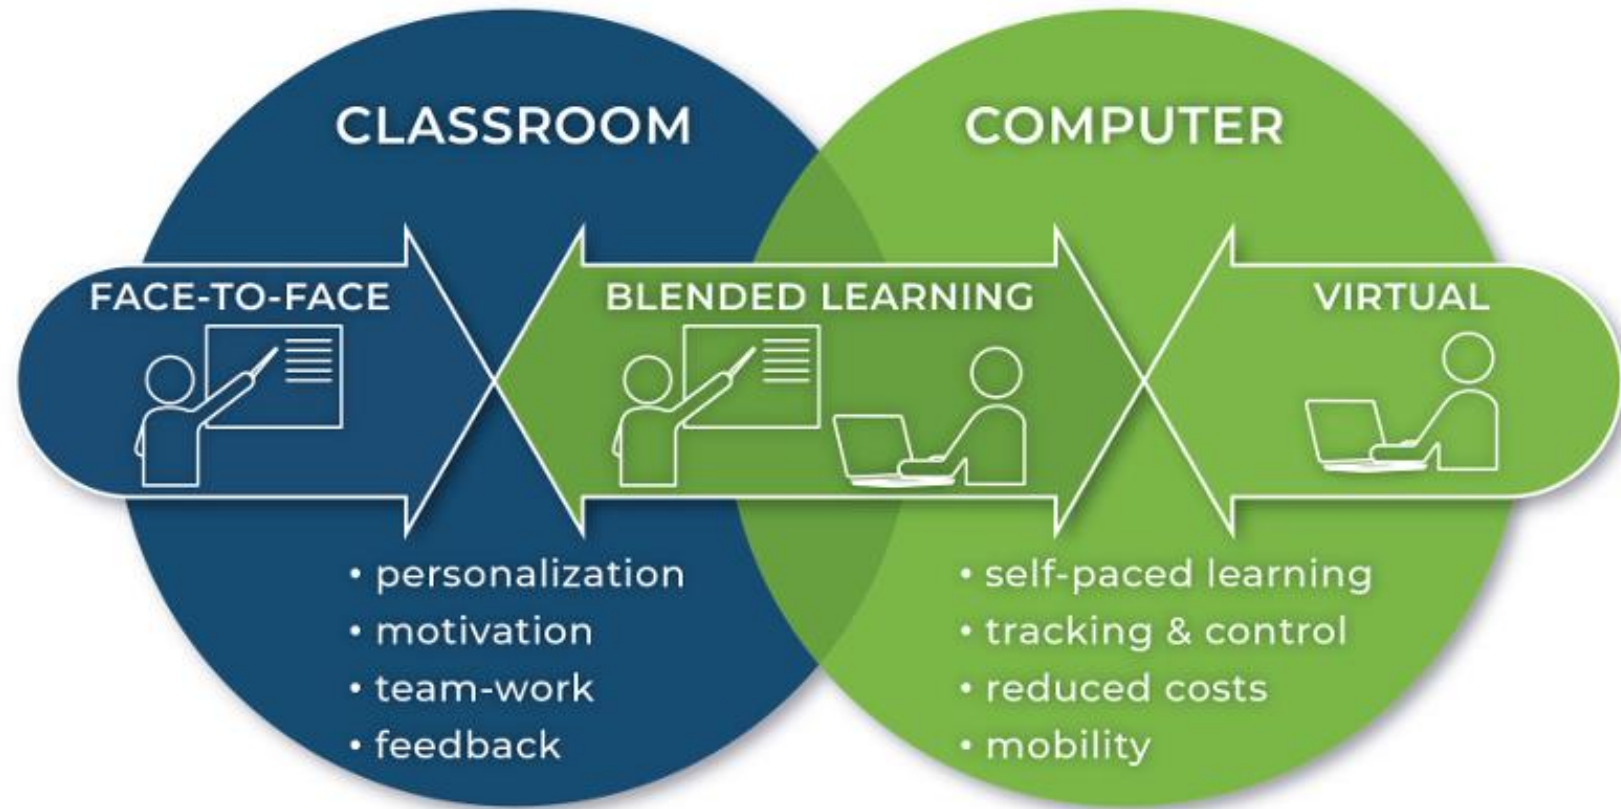 CLASSROOM
COMPUTER
FACE-TO-FACE
BLENDED LEARNING
VIRTUAL
• personalization
• motivation
• team-work
• feedback
• self-paced learning
• tracking & control
• reduced costs
• mobility